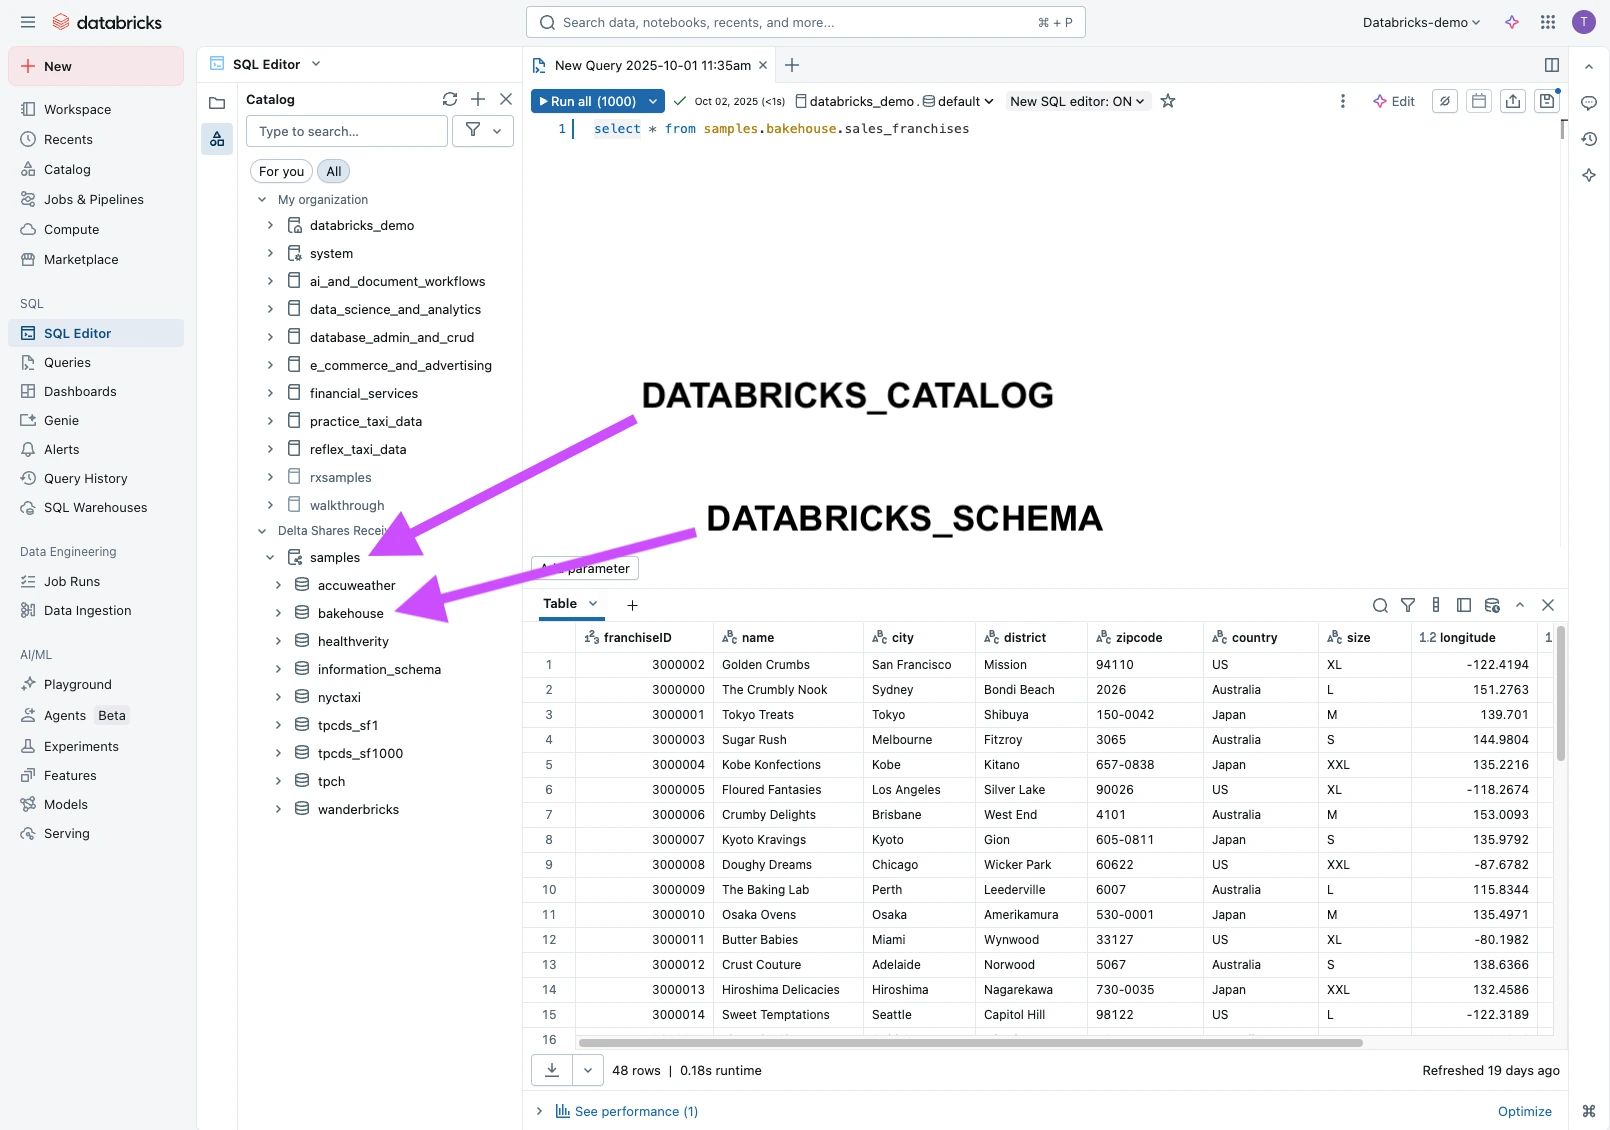 databricks
Search data, notebooks, recents, and more...
⌘ + P
Databricks-demo
T
New
Workspace
Recents
Catalog
Jobs & Pipelines
Compute
Marketplace
SQL
SQL Editor
Queries
Dashboards
Genie
Alerts
Query History
SQL Warehouses
Data Engineering
Job Runs
Data Ingestion
AI/ML
Playground
Agents Beta
Experiments
Features
Models
Serving
SQL Editor
Catalog
Type to search...
For you All
My organization
databricks_demo
system
ai_and_document_workflows
data_science_and_analytics
database_admin_and_crud
e_commerce_and_advertising
financial_services
practice_taxi_data
reflex_taxi_data
rxsamples
walkthrough
Delta Shares
samples
accuweather
bakehouse
healthverity
information_schema
nyctaxi
tpcds_sf1
tpcds_sf1000
tpch
wanderbricks
New Query 2025-10-01 11:35am
Run all (1000) Oct 02, 2025 (<1s) databricks_demo . default New SQL editor: ON Edit
1 select * from samples.bakehouse.sales_franchises
DATABRICKS_CATALOG
DATABRICKS_SCHEMA
parameter
Table
franchiseID name city district zipcode country size 1.2 longitude 1
1 3000002 Golden Crumbs San Francisco Mission 94110 US XL -122.4194
2 3000000 The Crumbly Nook Sydney Bondi Beach 2026 Australia L 151.2763
3 3000001 Tokyo Treats Tokyo Shibuya 150-0042 Japan M 139.701
4 3000003 Sugar Rush Melbourne Fitzroy 3065 Australia S 144.9804
5 3000004 Kobe Konfections Kobe Kitano 657-0838 Japan XXL 135.2216
6 3000005 Floured Fantasies Los Angeles Silver Lake 90026 US XL -118.2674
7 3000006 Crumby Delights Brisbane West End 4101 Australia M 153.0093
8 3000007 Kyoto Kravings Kyoto Gion 605-0811 Japan S 135.9792
9 3000008 Doughy Dreams Chicago Wicker Park 60622 US XXL -87.6782
10 3000009 The Baking Lab Perth Leederville 6007 Australia L 115.8344
11 3000010 Osaka Ovens Osaka Amerikamura 530-0001 Japan M 135.4971
12 3000011 Butter Babies Miami Wynwood 33127 US XL -80.1982
13 3000012 Crust Couture Adelaide Norwood 5067 Australia S 138.6366
14 3000013 Hiroshima Delicacies Hiroshima Nagarekawa 730-0035 Japan XXL 132.4586
15 3000014 Sweet Temptations Seattle Capitol Hill 98122 US L -122.3189
16
48 rows | 0.18s runtime
Refreshed 19 days ago
See performance (1)
Optimize